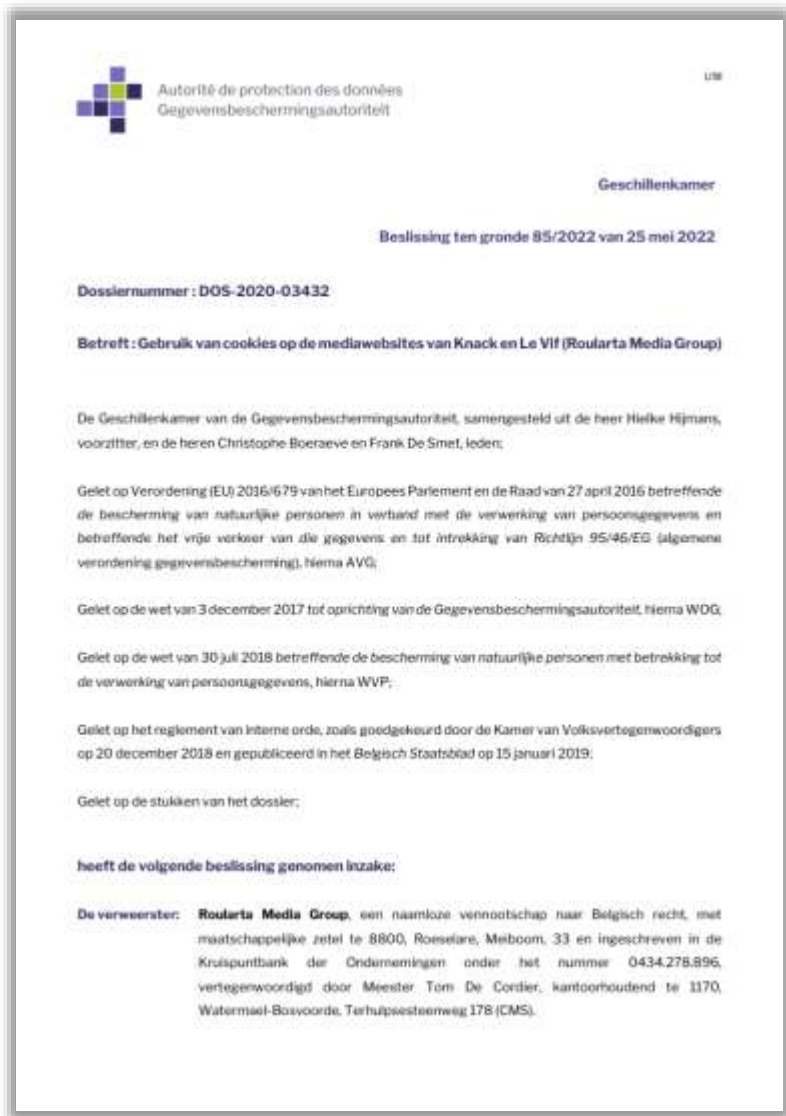 Autorité de protection des données
Gegevensbeschermingsautoriteit
Geschillenkamer
Beslissing ten gronde 85/2022 van 25 mei 2022
Dossiernummer : DOS-2020-03432
Betreft : Gebruik van cookies op de mediawebsites van Knack en Le Vif (Roularta Media Group)
De Geschillenkamer van de Gegevensbeschermingsautoriteit, samengesteld uit de heer Hielke Hijmans,
voorzitter, en de heren Christophe Boeraeve en Frank De Smet, leden;
Gelet op Verordening (EU) 2016/679 van het Europees Parlement en de Raad van 27 april 2016 betreffende
de bescherming van natuurlijke personen in verband met de verwerking van persoonsgegevens en
betreffende het vrije verkeer van die gegevens en tot intrekking van Richtlijn 95/46/EG (algemene
verordening gegevensbescherming), hierna AVG;
Gelet op de wet van 3 december 2017 tot oprichting van de Gegevensbeschermingsautoriteit, hierna WOG;
Gelet op de wet van 30 juli 2018 betreffende de bescherming van natuurlijke personen met betrekking tot
de verwerking van persoonsgegevens, hierna WVP;
Gelet op het reglement van interne orde, zoals goedgekeurd door de Kamer van Volksvertegenwoordigers
op 20 december 2018 en gepubliceerd in het Belgisch Staatsblad op 15 januari 2019;
Gelet op de stukken van het dossier;
heeft de volgende beslissing genomen inzake:
De verweerster: Roularta Media Group, een naamloze vennootschap naar Belgisch recht, met
maatschappelijke zetel te 8800, Roeselare, Meiboom, 33 en ingeschreven in de
Kruispuntbank der Ondernemingen onder het nummer 0434.278.896,
vertegenwoordigd door Meester Tom De Cordier, kantoorhoudend te 1170,
Watermael-Bosvoorde, Terhulpsesteenweg 178 (CMS).